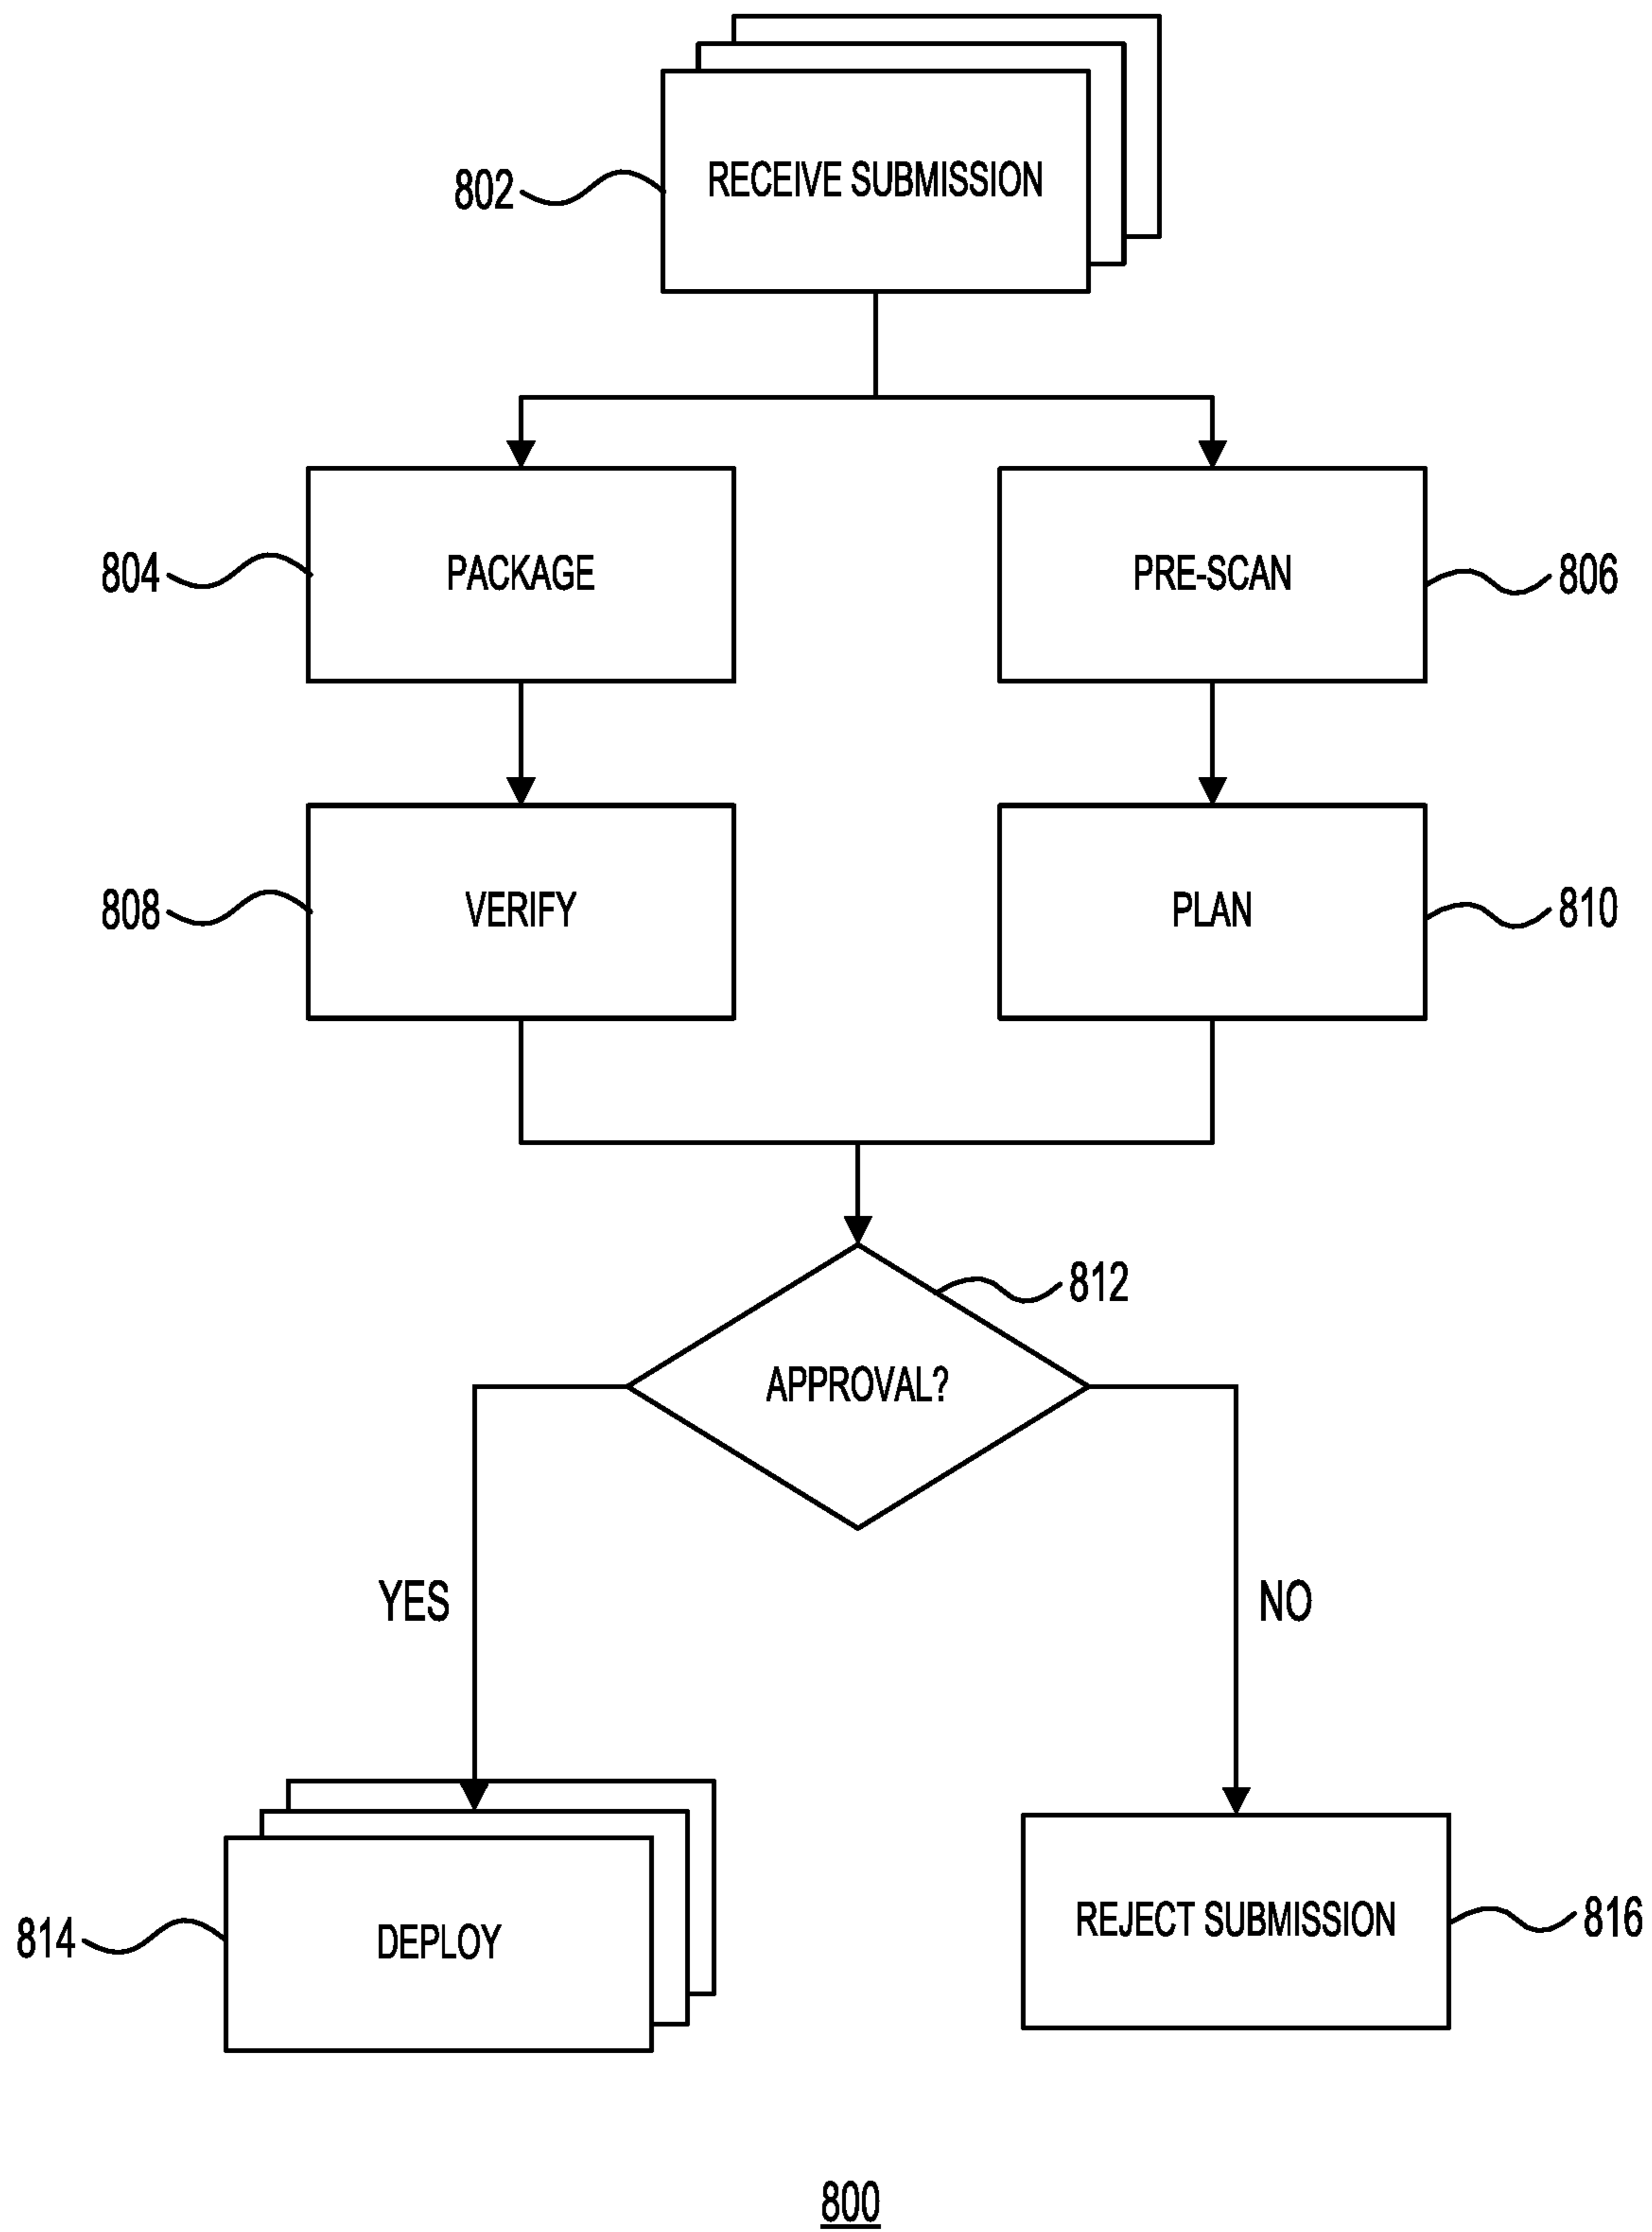 RECEIVE SUBMISSION
802
PACKAGE
804
PRE-SCAN
806
VERIFY
808
PLAN
810
812
APPROVAL?
YES
NO
DEPLOY
814
REJECT SUBMISSION
816
800